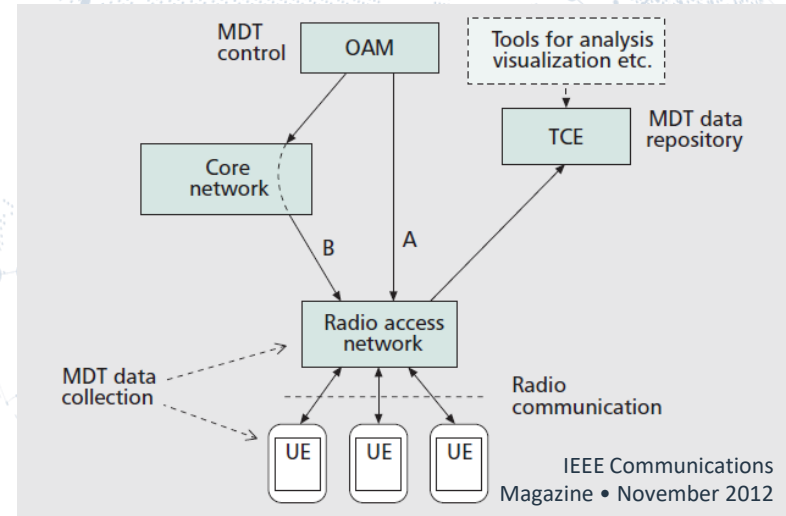 MDT
control
OAM
Tools for analysis
visualization etc.
TCE
MDT data
repository
Core
network
B
A
Radio access
network
MDT data
collection
Radio
communication
UE
UE
UE
IEEE Communications
Magazine • November 2012